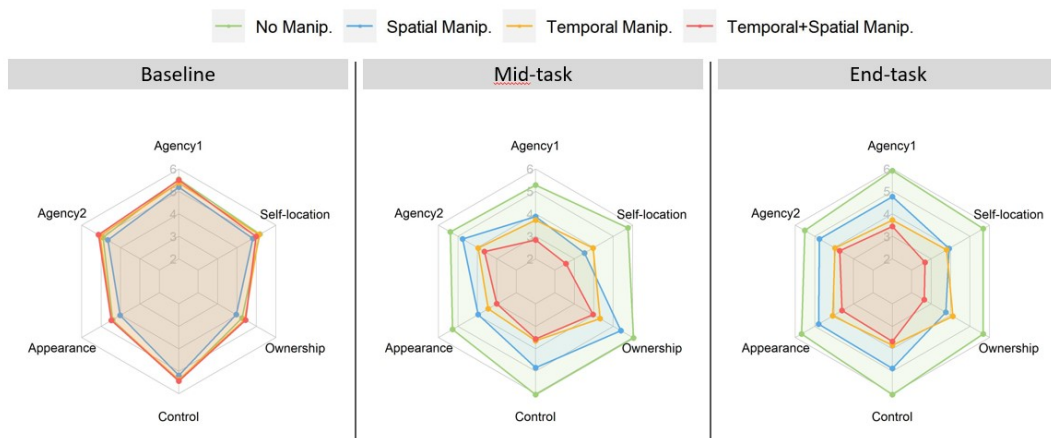 No Manip. Spatial Manip. Temporal Manip. Temporal+Spatial Manip.
Baseline Mid-task End-task
Agency1 Agency1 Agency1
6 6 6
Agency2 5 Self-location Agency2 5 Self-location Agency2 5 Self-location
4 4 4
3 3 3
2 2 2
Appearance Ownership Appearance Ownership Appearance Ownership
Control Control Control